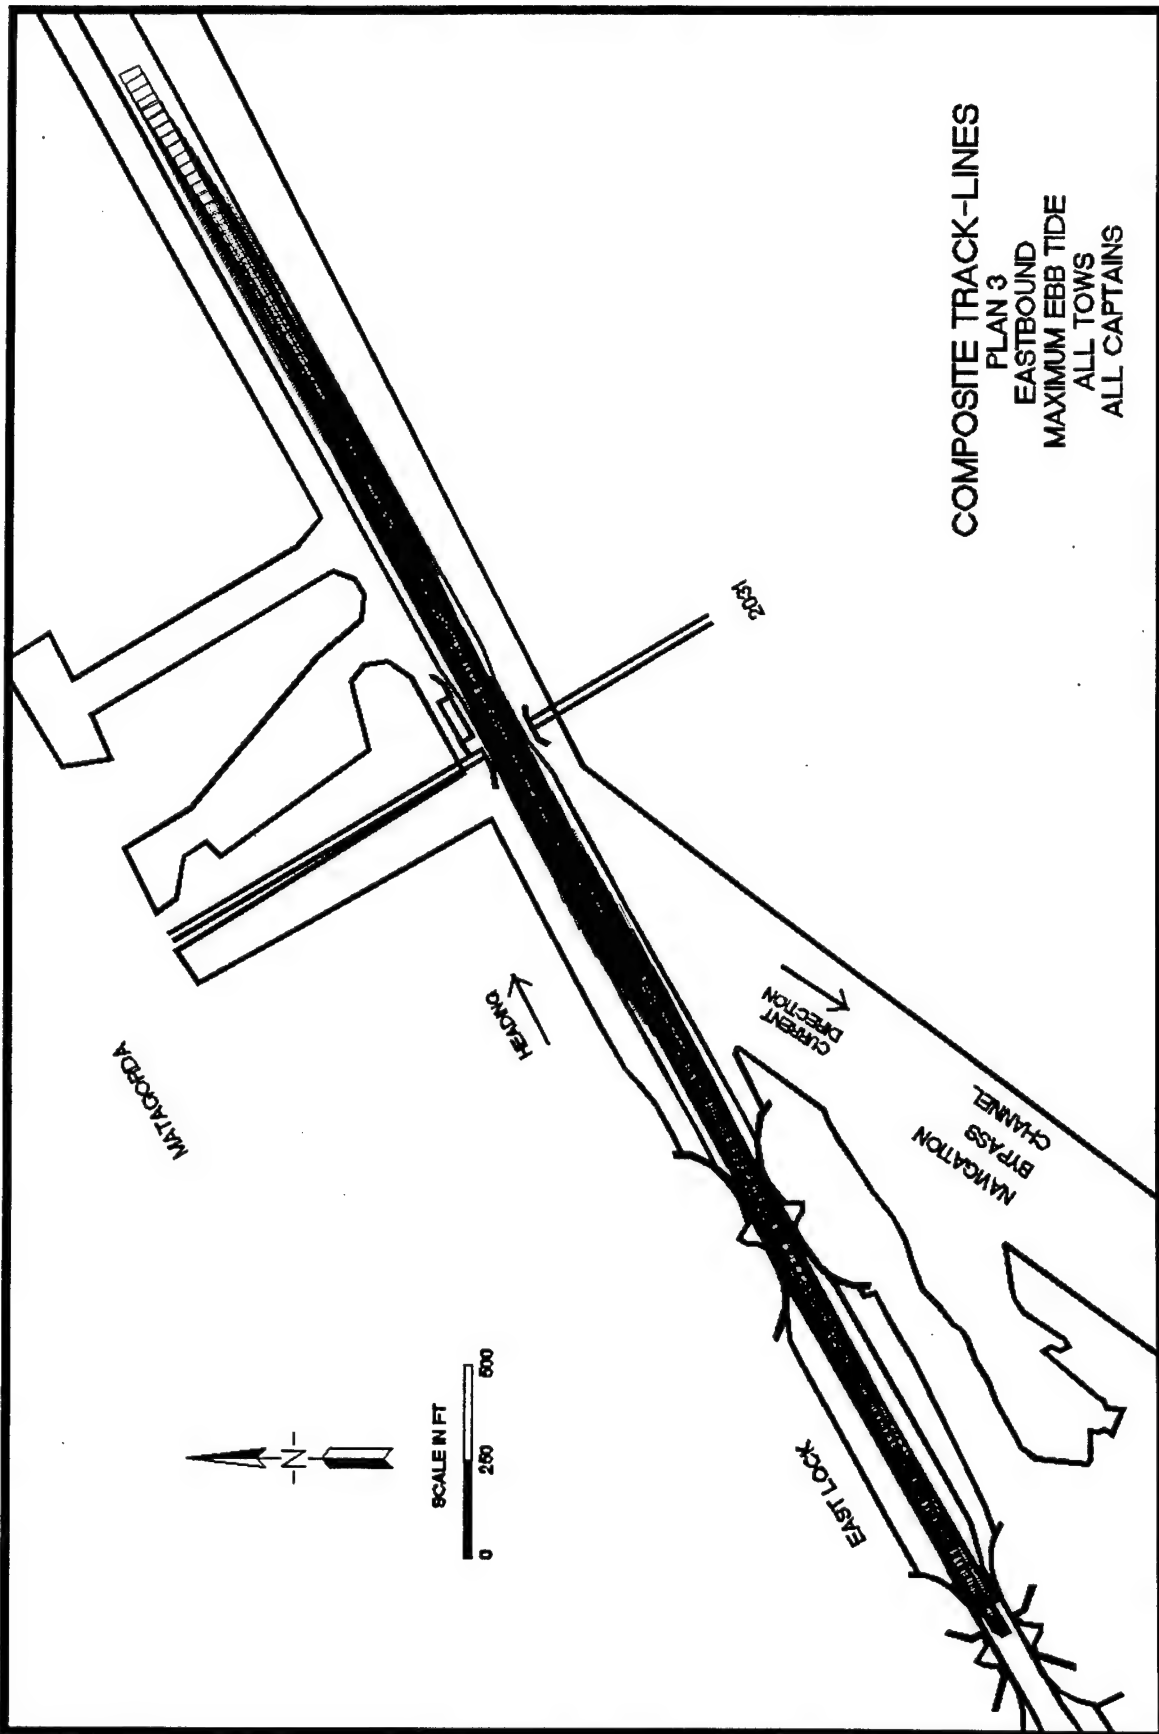 COMPOSITE TRACK-LINES
PLAN 3
EASTBOUND
MAXIMUM EBB TIDE
ALL TOWS
ALL CAPTAINS
MATAGORDA
HEADING
2031
CURRENT
DIRECTION
NAVIGATION
BYPASS
CHANNEL
EAST LOCK
N
SCALE IN FT
0 250 500